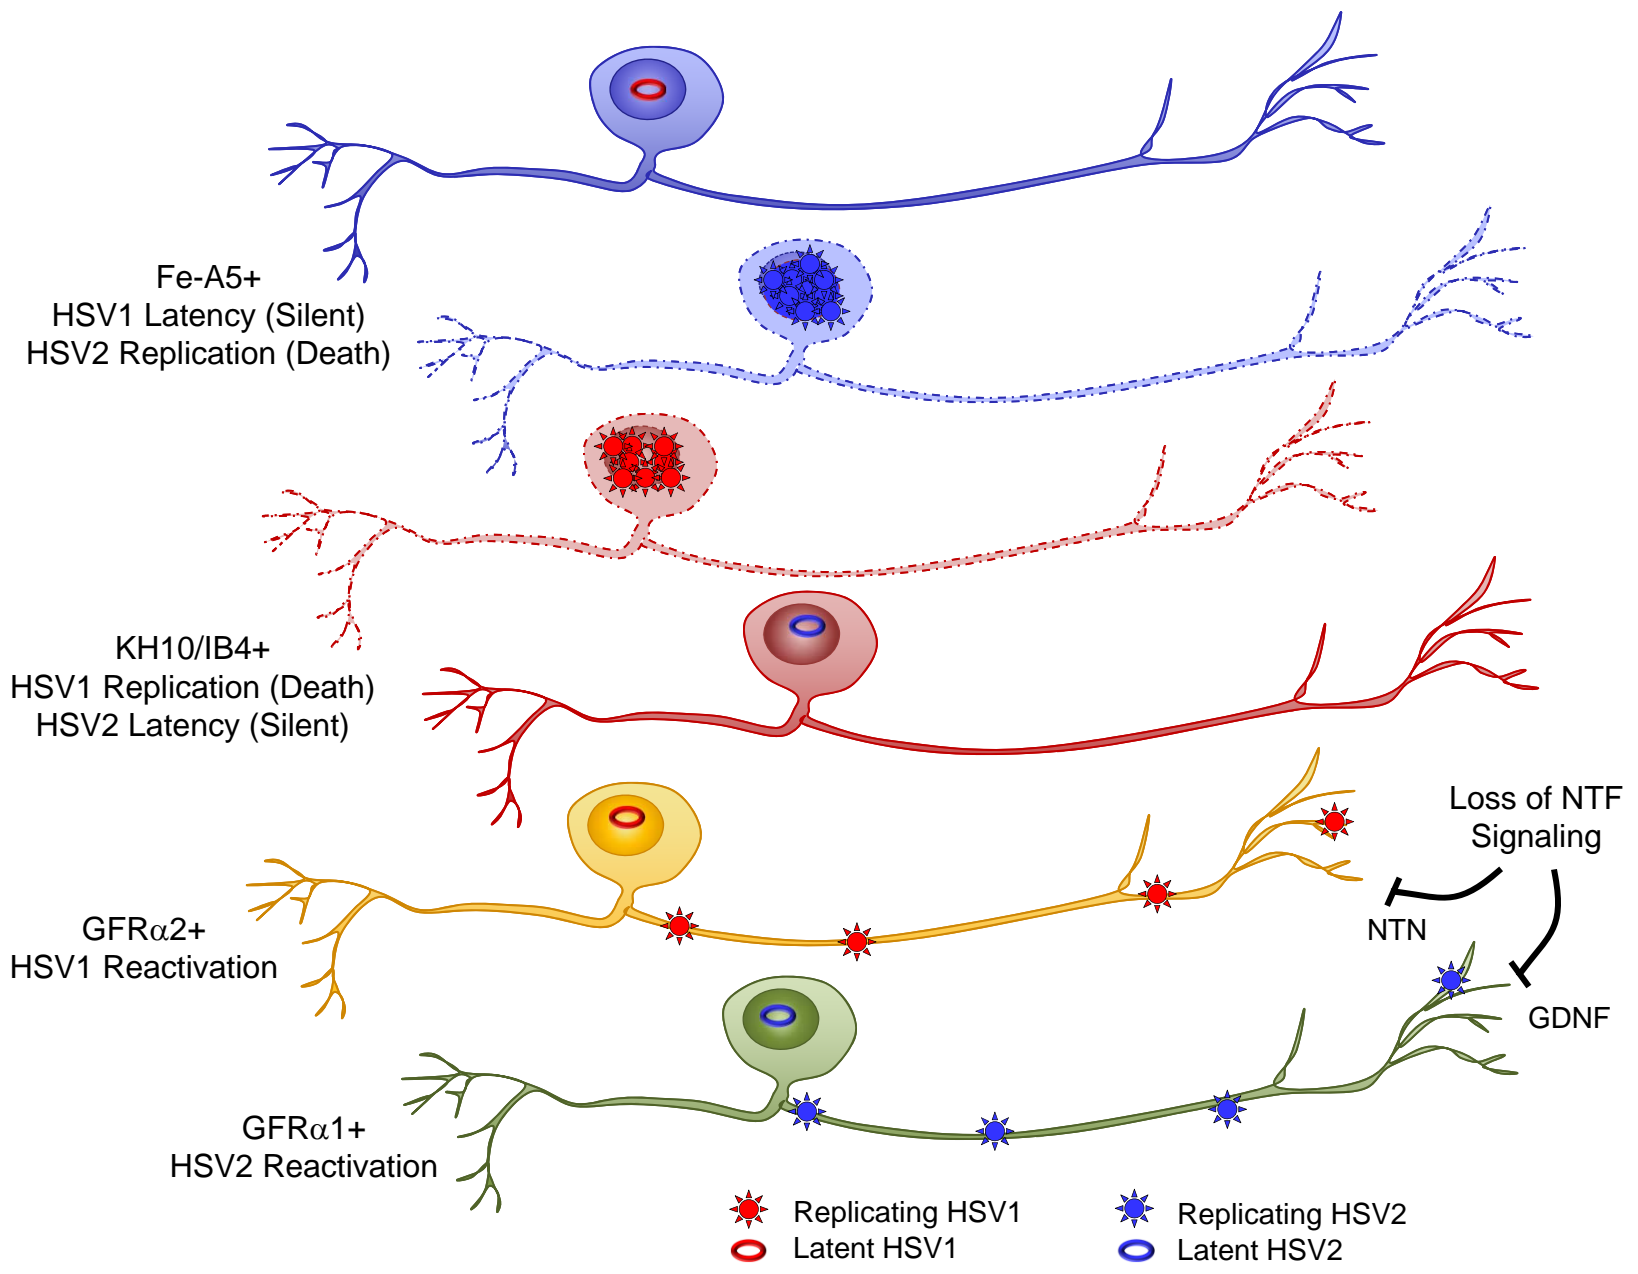 Fe-A5+
HSV1 Latency (Silent)
HSV2 Replication (Death)
KH10/IB4+
HSV1 Replication (Death)
HSV2 Latency (Silent)
Loss of NTF
Signaling
GFRα2+
HSV1 Reactivation
NTN
GDNF
GFRα1+
HSV2 Reactivation
Replicating HSV1
Latent HSV1
Replicating HSV2
Latent HSV2